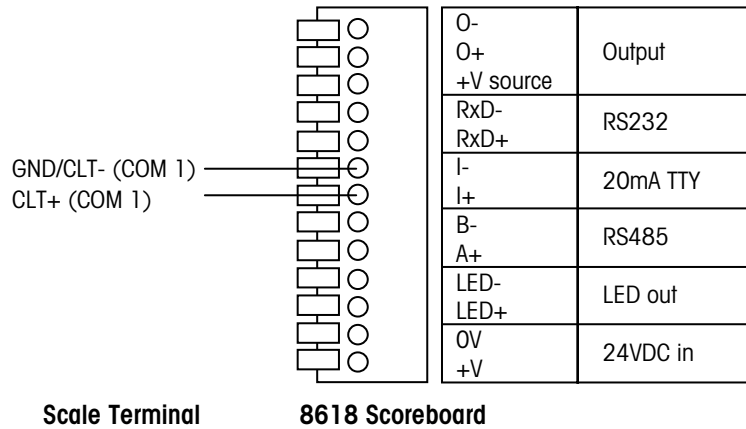 O-
O+
Output
+V source
RxD-
RS232
RxD+
GND/CLT- (COM 1)
I-
20mA TTY
CLT+ (COM 1)
I+
B-
RS485
A+
LED-
LED out
LED+
0V
24VDC in
+V
Scale Terminal
8618 Scoreboard